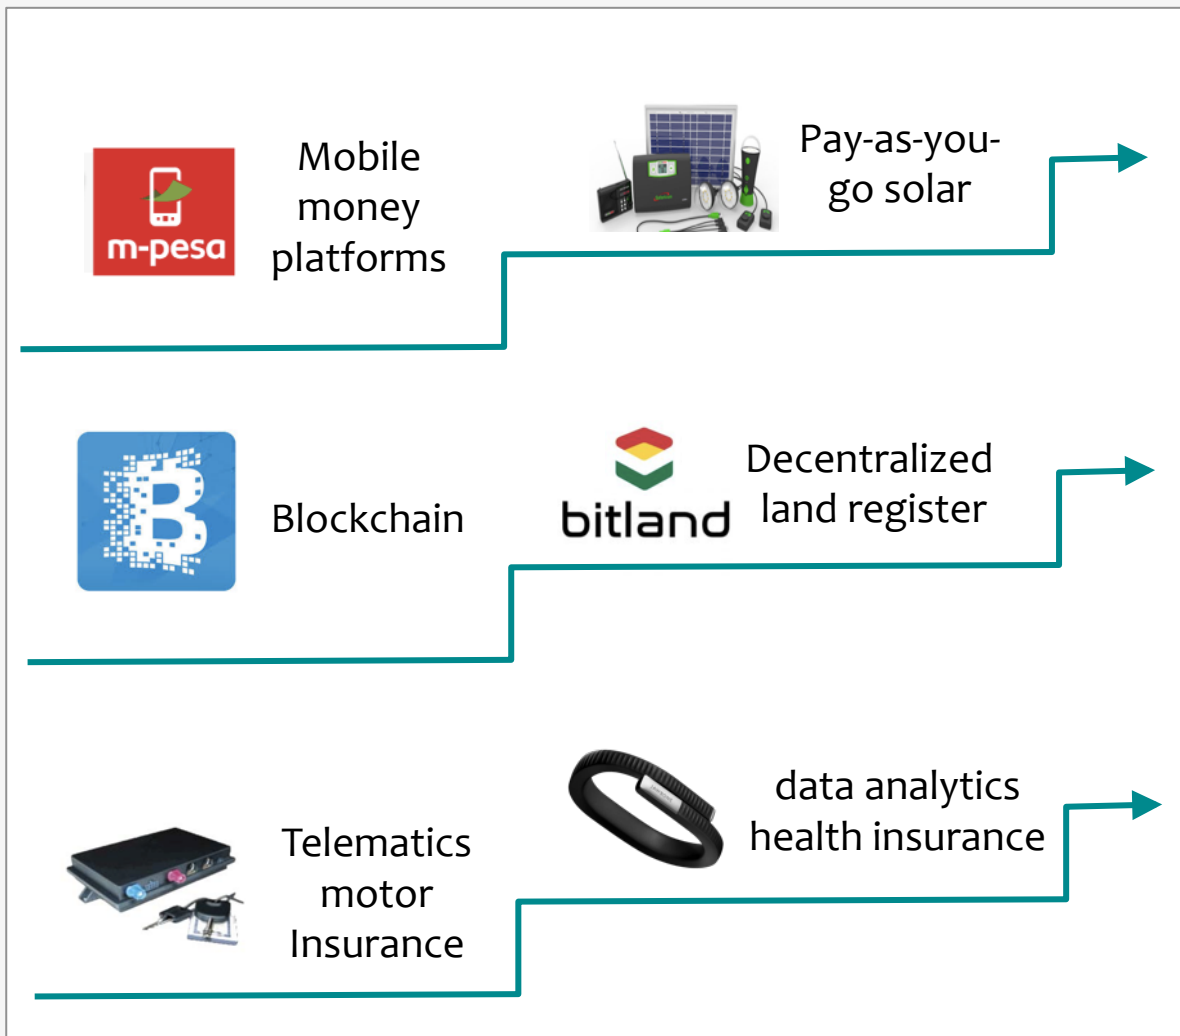 Mobile
money
platforms
m-pesa
Pay-as-you-
go solar
Blockchain
bitland
Decentralized
land register
Telematics
motor
Insurance
data analytics
health insurance